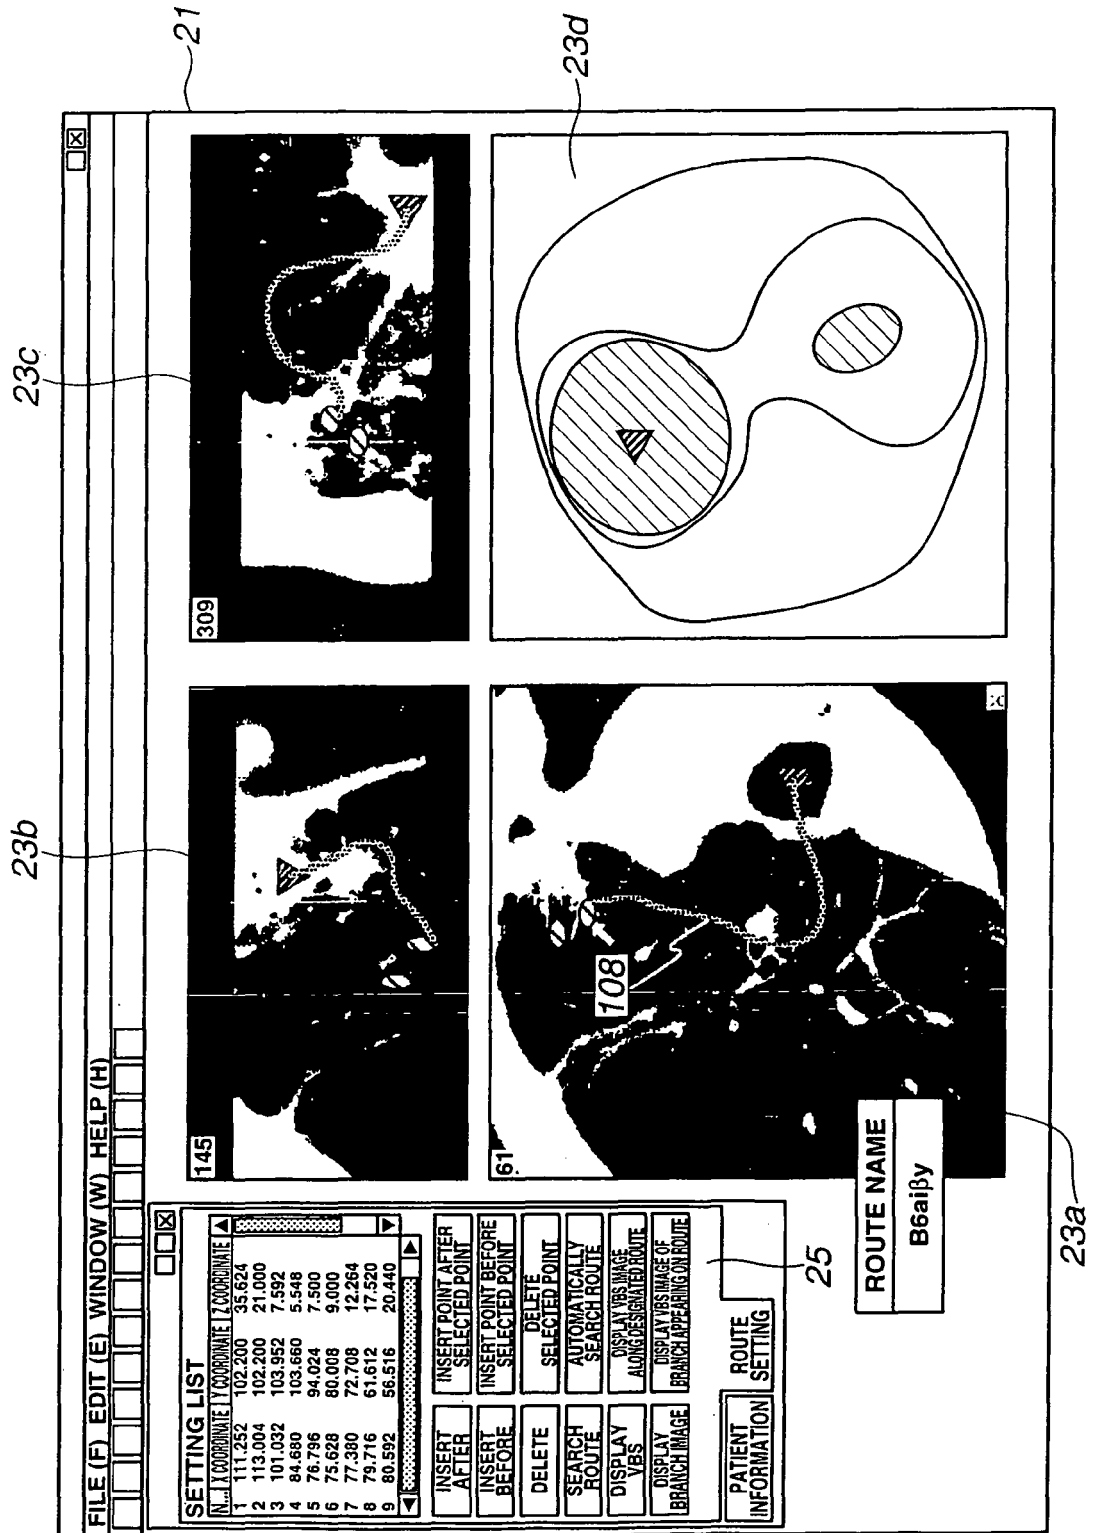 21
FILE (F) EDIT (E) WINDOW (W) HELP (H)
SETTING LIST
N... X COORDINATE Y COORDINATE Z COORDINATE
1 111.252 102.200 35.624
2 113.004 102.200 21.000
3 101.032 103.952 7.592
4 84.680 103.660 5.548
5 76.796 94.024 7.500
6 75.628 80.008 9.000
7 77.380 72.708 12.264
8 79.716 61.612 17.520
9 80.592 56.516 20.440
INSERT AFTER
INSERT POINT AFTER SELECTED POINT
INSERT BEFORE
INSERT POINT BEFORE SELECTED POINT
DELETE
DELETE SELECTED POINT
SEARCH ROUTE
AUTOMATICALLY SEARCH ROUTE
DISPLAY VBS
DISPLAY VBS IMAGE ALONG DESIGNATED ROUTE
DISPLAY BRANCH IMAGE
DISPLAY VBS IMAGE OF BRANCH APPEARING ON ROUTE
PATIENT INFORMATION
ROUTE SETTING
25
23b
145
23c
309
61
108
23d
ROUTE NAME
B6aiβy
23a